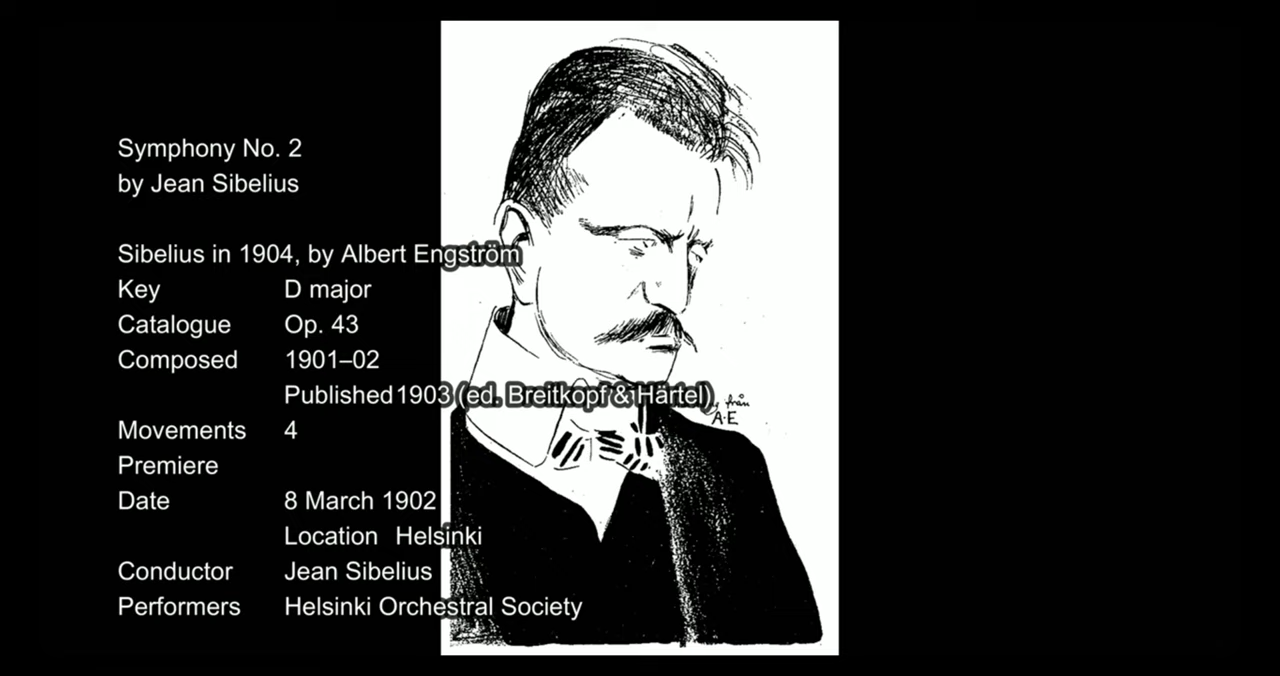 Symphony No. 2
by Jean Sibelius
Sibelius in 1904, by Albert Engström
Key D major
Catalogue Op. 43
Composed 1901–02
Published 1903 (ed. Breitkopf & Härtel)
från
A-E
Movements 4
Premiere
Date 8 March 1902
Location Helsinki
Conductor Jean Sibelius
Performers Helsinki Orchestral Society